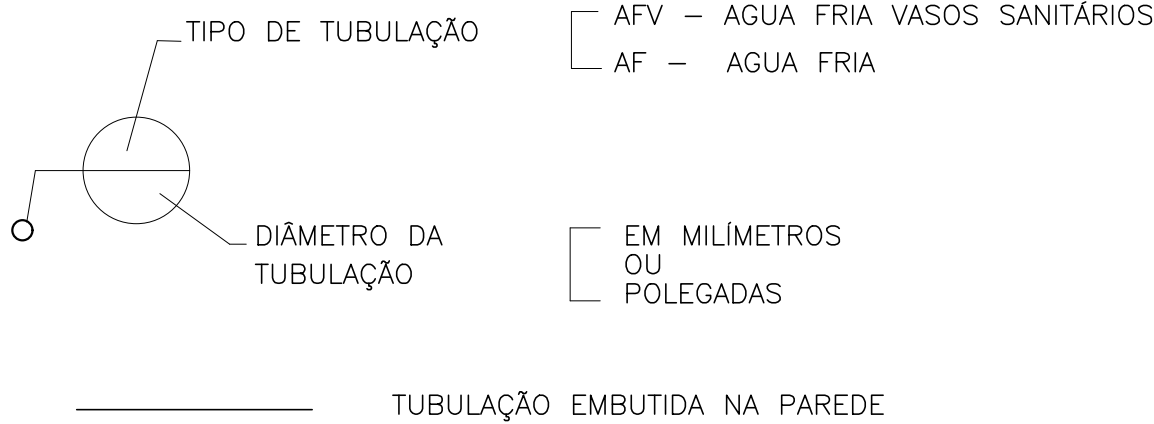 TIPO DE TUBULAÇÃO
AFV - AGUA FRIA VASOS SANITÁRIOS
AF - AGUA FRIA
DIÂMETRO DA
TUBULAÇÃO
EM MILÍMETROS
OU
POLEGADAS
TUBULAÇÃO EMBUTIDA NA PAREDE